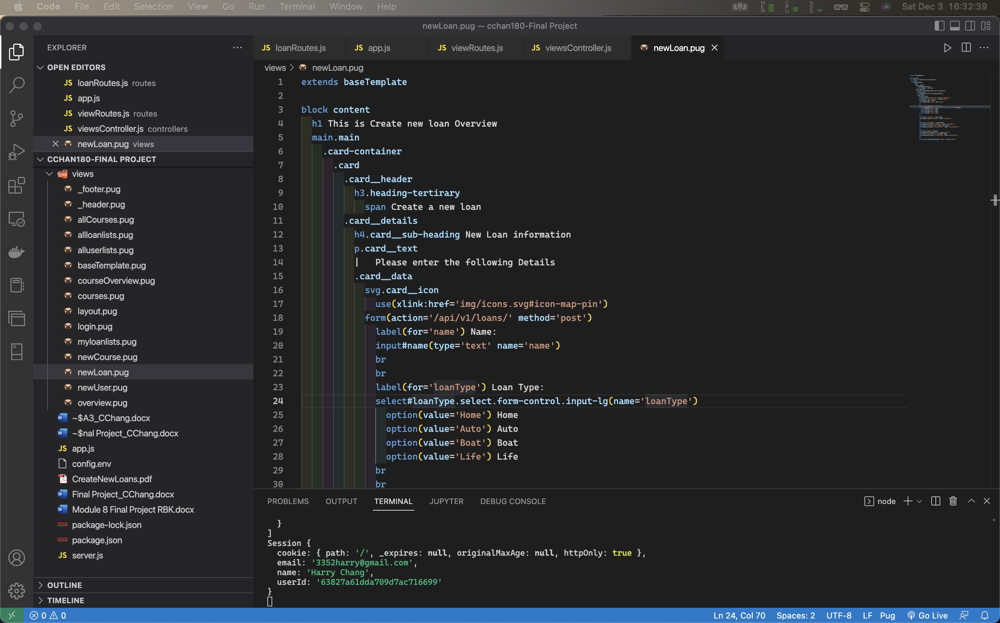 Code File Edit Selection View Go Run Terminal Window Help
MEM CPU SSD Sat Dec 3 16:32:39
newLoan.pug — cchan180-Final Project
EXPLORER
OPEN EDITORS
JS loanRoutes.js routes
JS app.js
JS viewRoutes.js routes
JS viewsController.js controllers
newLoan.pug views
CCHAN180-FINAL PROJECT
views
_footer.pug
_header.pug
allCourses.pug
allloanlists.pug
alluserlists.pug
baseTemplate.pug
courseOverview.pug
courses.pug
layout.pug
login.pug
myloanlists.pug
newCourse.pug
newLoan.pug
newUser.pug
overview.pug
~$A3_CChang.docx
~$nal Project_CChang.docx
JS app.js
config.env
CreateNewLoans.pdf
Final Project_CChang.docx
Module 8 Final Project RBK.docx
package-lock.json
package.json
JS server.js
OUTLINE
TIMELINE
JS loanRoutes.js JS app.js JS viewRoutes.js JS viewsController.js newLoan.pug
views > newLoan.pug
1 extends baseTemplate
2
3 block content
4 h1 This is Create new loan Overview
5 main.main
6 .card-container
7 .card
8 .card__header
9 h3.heading-tertirary
10 span Create a new loan
11 .card__details
12 h4.card__sub-heading New Loan information
13 p.card__text
14 | Please enter the following Details
15 .card__data
16 svg.card__icon
17 use(xlink:href='img/icons.svg#icon-map-pin')
18 form(action='/api/v1/loans/' method='post')
19 label(for='name') Name:
20 input#name(type='text' name='name')
21 br
22 br
23 label(for='loanType') Loan Type:
24 select#loanType.select.form-control.input-lg(name='loanType')
25 option(value='Home') Home
26 option(value='Auto') Auto
27 option(value='Boat') Boat
28 option(value='Life') Life
29 br
30 br
PROBLEMS OUTPUT TERMINAL JUPYTER DEBUG CONSOLE
node
}
]
Session {
cookie: { path: '/', _expires: null, originalMaxAge: null, httpOnly: true },
email: '3352harry@gmail.com',
name: 'Harry Chang',
userId: '63827a61dda709d7ac716699'
}
0 0
Ln 24, Col 70 Spaces: 2 UTF-8 LF Pug Go Live